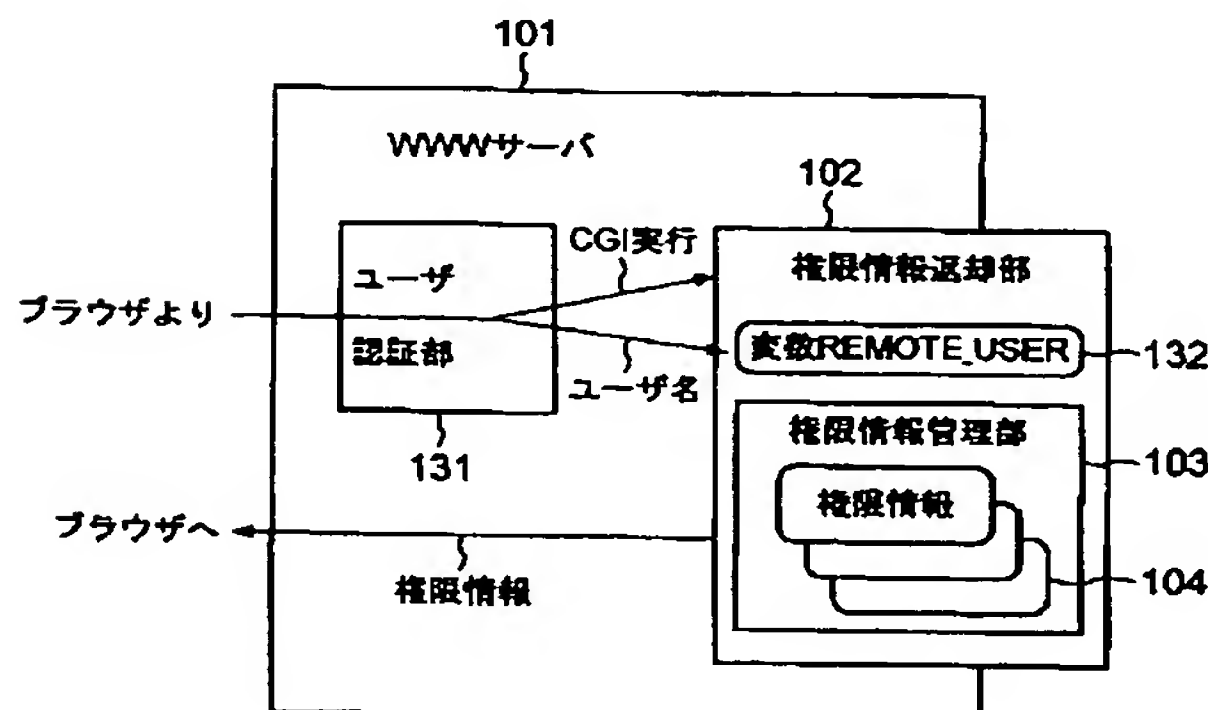 101
WWWサーバ
102
CGI実行
権限情報返却部
ユーザ
認証部
ブラウザより
変数REMOTE_USER
132
ユーザ名
131
権限情報管理部
103
権限情報
104
ブラウザへ
権限情報